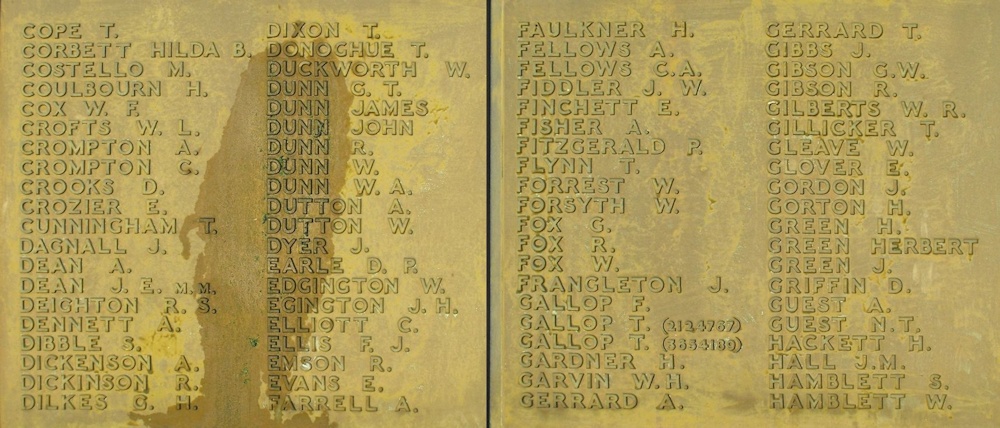 COPE T.
CORBETT HILDA B.
COSTELLO M.
COULBOURN H.
COX W. F.
CROFTS W. L.
CROMPTON A.
CROMPTON G.
CROOKS D.
CROZIER E.
CUNNINGHAM T.
DAGNALL J.
DEAN A.
DEAN J. E. M.M.
DEIGHTON R. S.
DENNETT A.
DIBBLE S.
DICKENSON A.
DICKINSON R.
DILKES G. H.
DIXON T.
DONOGHUE T.
DUCKWORTH W.
DUNN G. T.
DUNN JAMES
DUNN JOHN
DUNN R.
DUNN W.
DUNN W. A.
DUTTON A.
DUTTON W.
DYER J.
EARLE D. P.
EDGINGTON W.
EGINGTON J. H.
ELLIOTT C.
ELLIS F. J.
EMSON R.
EVANS E.
FARRELL A.
FAULKNER H.
FELLOWS A.
FELLOWS C.A.
FIDDLER J. W.
FINCHETT E.
FISHER A.
FITZGERALD P.
FLYNN T.
FORREST W.
FORSYTH W.
FOX G.
FOX R.
FOX W.
FRANGLETON J.
GALLOP F.
GALLOP T. (2124767)
GALLOP T. (3654180)
GARDNER H.
GARVIN W.H.
GERRARD A.
GERRARD T.
GIBBS J.
GIBSON G.W.
GIBSON R.
GILBERTS W. R.
GILLICKER T.
GLEAVE W.
GLOVER E.
GORDON J.
GORTON H.
GREEN H.
GREEN HERBERT
GREEN J.
GRIFFIN D.
GUEST A.
GUEST N.T.
HACKETT H.
HALL J.M.
HAMBLETT S.
HAMBLETT W.